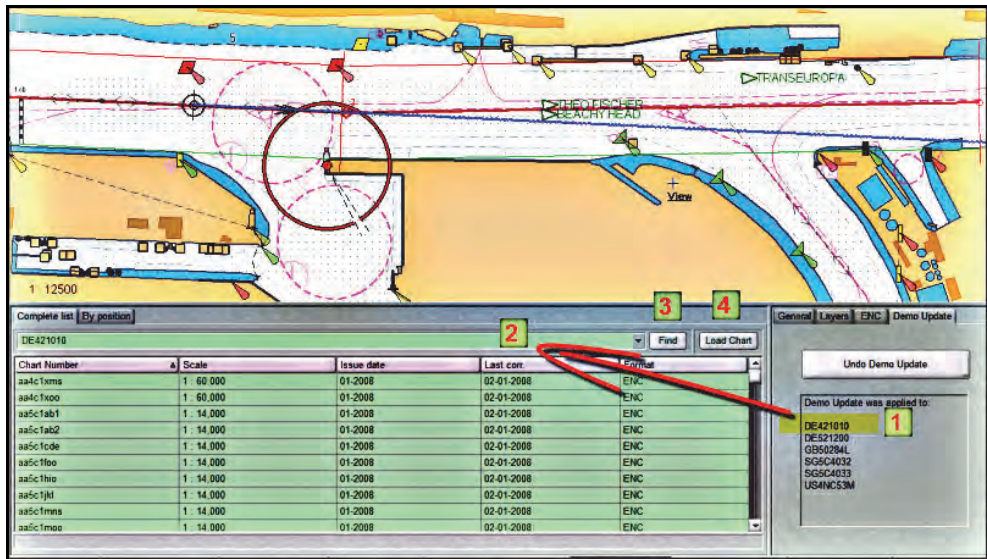 5
TRANSEUROPA
THEO FISCHER
BEACHY HEAD
View
1 12500
Complete list By position
General Layers ENC Demo Update
3
4
2
DE421010
Find
Load Chart
Undo Demo Update
Chart Number Scale Issue date Last corr. Format
aa4c1xms 1 : 60,000 01-2008 02-01-2008 ENC
aa4c1xoo 1 : 60,000 01-2008 02-01-2008 ENC
aa5c1ab1 1 : 14,000 01-2008 02-01-2008 ENC
aa5c1ab2 1 : 14,000 01-2008 02-01-2008 ENC
aa5c1cde 1 : 14,000 01-2008 02-01-2008 ENC
aa5c1foo 1 : 14,000 01-2008 02-01-2008 ENC
aa5c1hio 1 : 14,000 01-2008 02-01-2008 ENC
aa5c1jkl 1 : 14,000 01-2008 02-01-2008 ENC
aa5c1mns 1 : 14,000 01-2008 02-01-2008 ENC
aa5c1moo 1 : 14,000 01-2008 02-01-2008 ENC
Demo Update was applied to:
1
DE421010
DE521200
GB50284L
SG5C4032
SG5C4033
US4NC53M